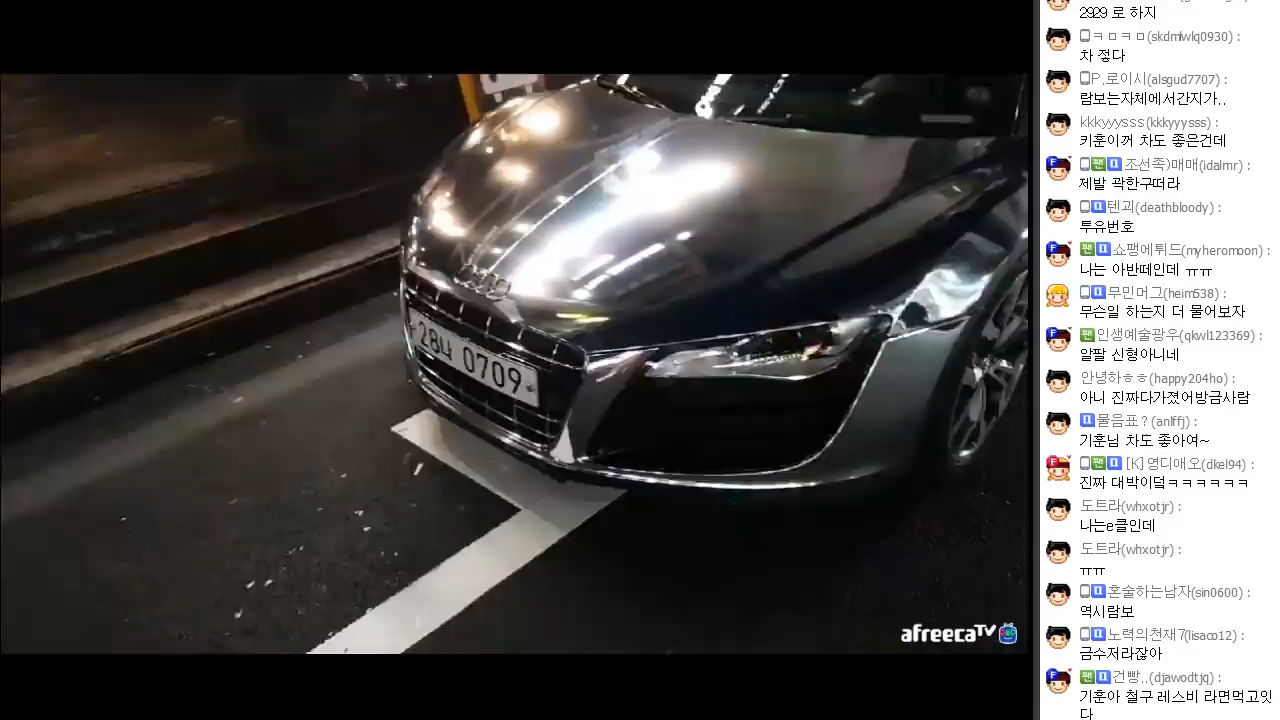 28너 0709
afreecaTV
2929 로 하지
ㅋㅁㅋㅁ(skdmlwlq0930) :
차 젛다
P.로이시(alsgud7707) :
람보는자체에서간지가..
kkkyyysss(kkkyyysss) :
키훈이꺼 차도 좋은건데
팬 조선족)매매(idalmr) :
제발 곽한구떠라
텐괴(deathbloody) :
투유번호
팬 쇼팽에튀드(myheromoon) :
나는 아반떼인데 ㅠㅠ
무민머그(heim538) :
무슨일 하는지 더 물어보자
팬 인생예술광우(qkwl123369) :
알팔 신형아니네
안녕하ㅎㅎ(happy204ho) :
아니 진짜다가졌어방금사람
물음표?(anlffj) :
기훈님 차도 좋아여~
팬 [K]영디애오(dkel94) :
진짜 대박이덬ㅋㅋㅋㅋㅋㅋ
도트라(whxotjr) :
나는e클인데
도트라(whxotjr) :
ㅠㅠ
혼술하는남자(sin0600) :
역시람보
노력의천재7(lisaco12) :
금수저라잖아
팬 건빵..(djawodtjq) :
기훈아 철구 레스비 라면먹고잇
다